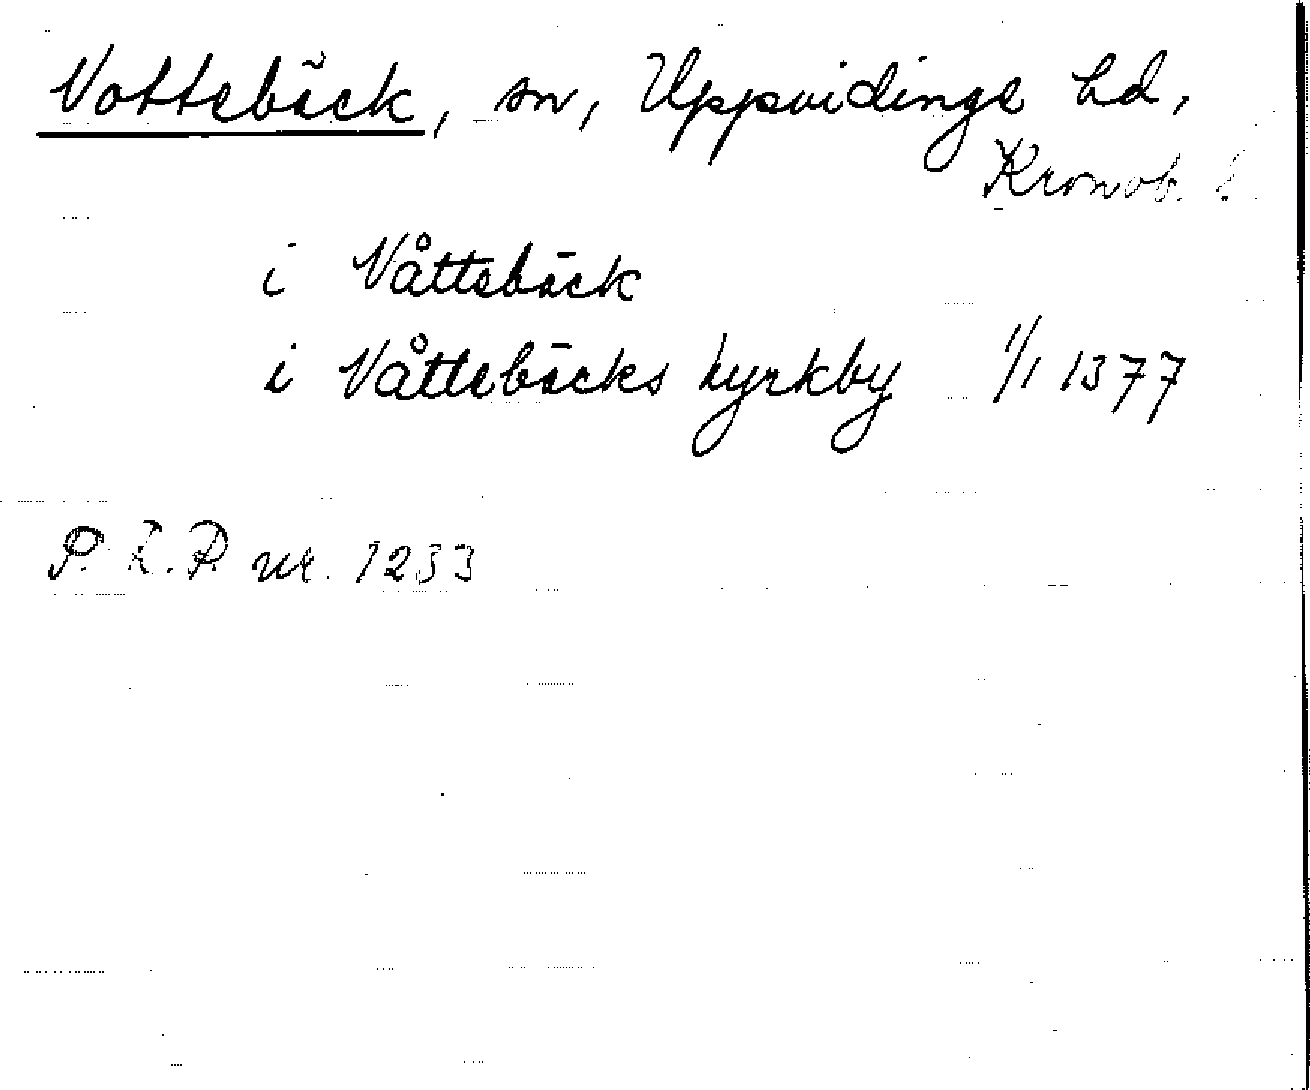 Vottebäck, sn, Uppvidinge hd,
Kronob. l.
i Våttebäck
i Våttebäcks kyrkby 1/1 1377
P. R. P. nr. 1233